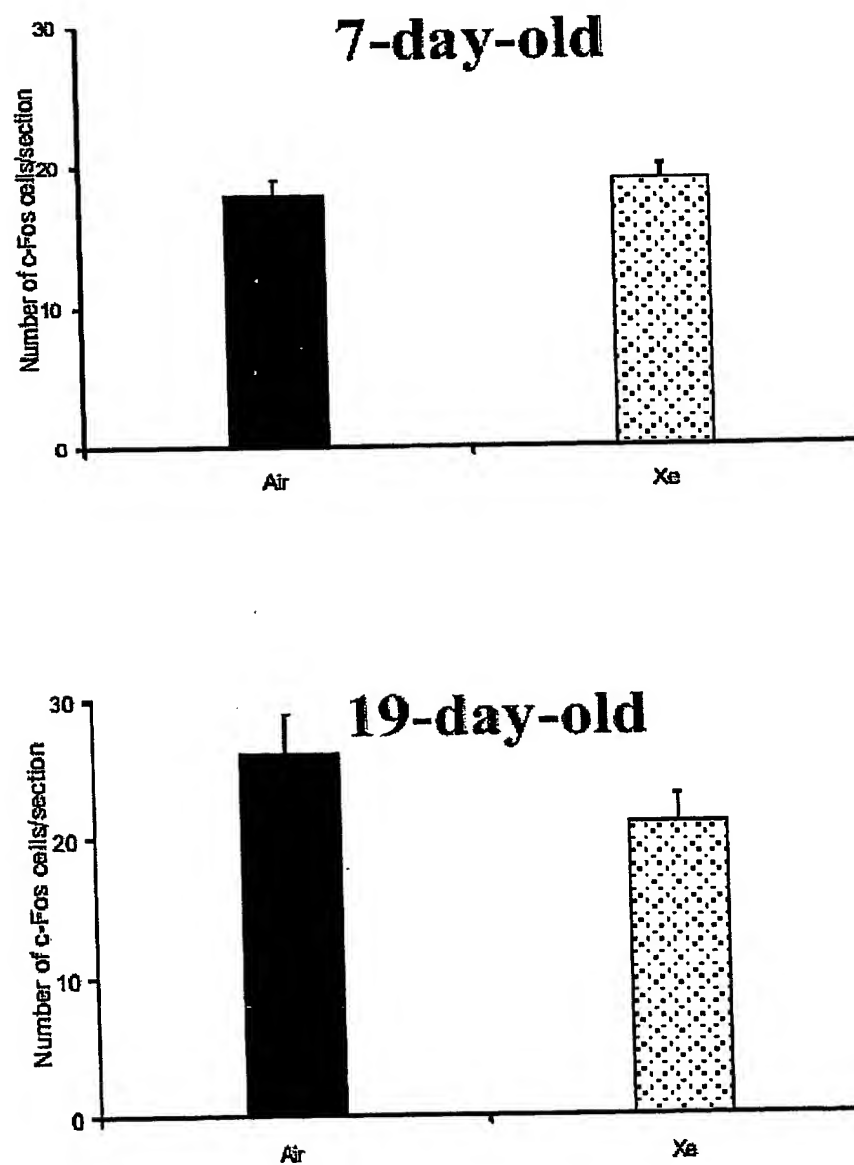 7-day-old
30
20
10
0
Number of c-Fos cells/section
Air
Xe
19-day-old
30
20
10
0
Number of c-Fos cells/section
Air
Xe